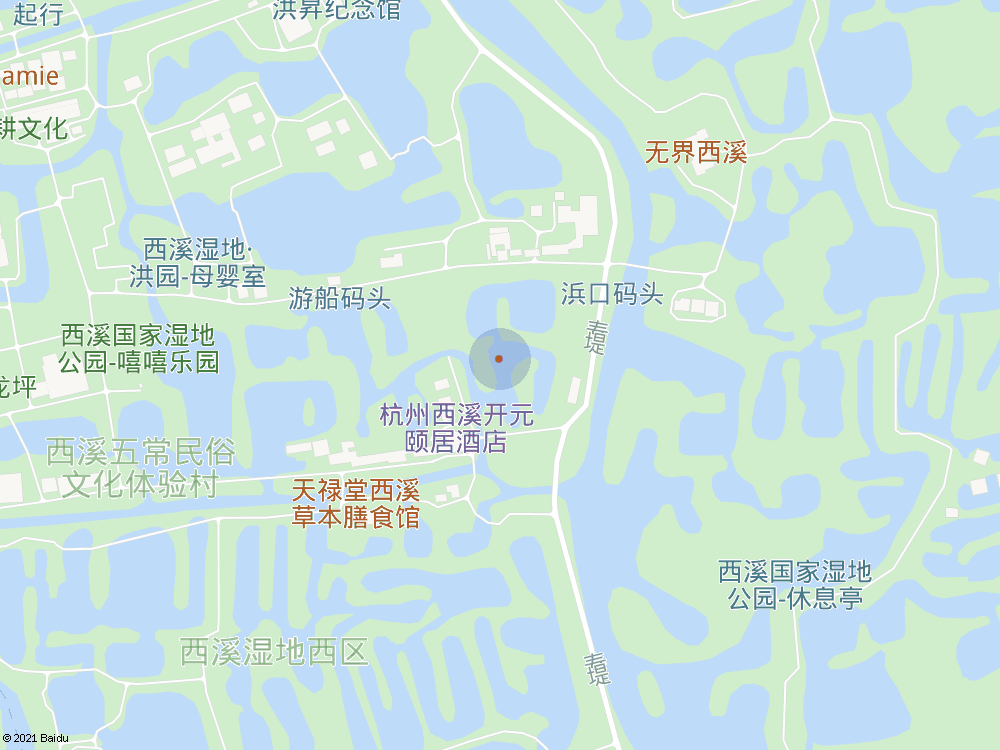 起行
洪昇纪念馆
amie
耕文化
无界西溪
西溪湿地·
洪园-母婴室
游船码头
浜口码头
西溪国家湿地
公园-嘻嘻乐园
寿堤
龙坪
杭州西溪开元
颐居酒店
西溪五常民俗
文化体验村
天禄堂西溪
草本膳食馆
西溪国家湿地
公园-休息亭
西溪湿地西区
寿堤
© 2021 Baidu